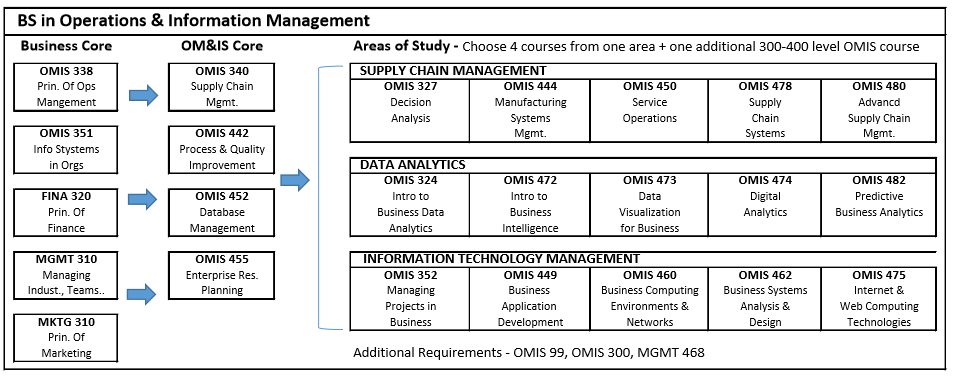 BS in Operations & Information Management
Business Core
OM&IS Core
Areas of Study - Choose 4 courses from one area + one additional 300-400 level OMIS course
OMIS 338
Prin. Of Ops
Mangement
OMIS 351
Info Stystems
in Orgs
FINA 320
Prin. Of
Finance
MGMT 310
Managing
Indust., Teams..
MKTG 310
Prin. Of
Marketing
OMIS 340
Supply Chain
Mgmt.
OMIS 442
Process & Quality
Improvement
OMIS 452
Database
Management
OMIS 455
Enterprise Res.
Planning
SUPPLY CHAIN MANAGEMENT
OMIS 327
Decision
Analysis
OMIS 444
Manufacturing
Systems
Mgmt.
OMIS 450
Service
Operations
OMIS 478
Supply
Chain
Systems
OMIS 480
Advancd
Supply Chain
Mgmt.
DATA ANALYTICS
OMIS 324
Intro to
Business Data
Analytics
OMIS 472
Intro to
Business
Intelligence
OMIS 473
Data
Visualization
for Business
OMIS 474
Digital
Analytics
OMIS 482
Predictive
Business Analytics
INFORMATION TECHNOLOGY MANAGEMENT
OMIS 352
Managing
Projects in
Business
OMIS 449
Business
Application
Development
OMIS 460
Business Computing
Environments &
Networks
OMIS 462
Business Systems
Analysis &
Design
OMIS 475
Internet &
Web Computing
Technologies
Additional Requirements - OMIS 99, OMIS 300, MGMT 468